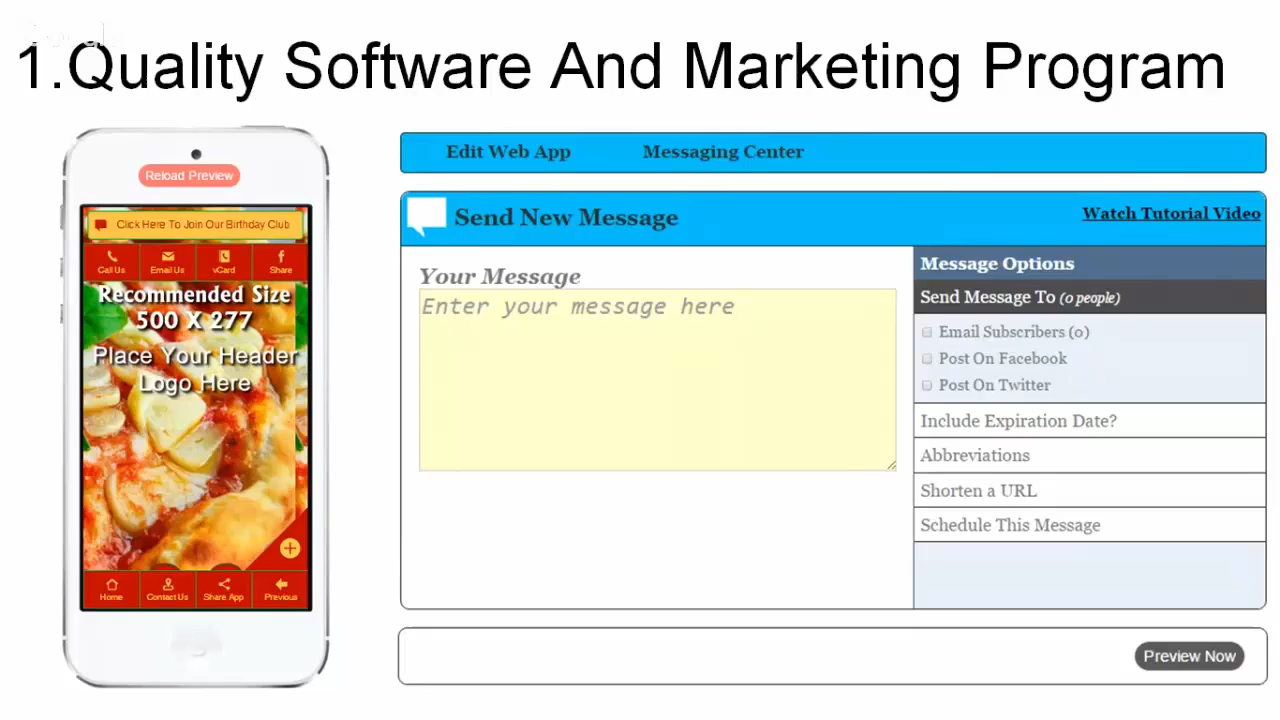 1.Quality Software And Marketing Program
Reload Preview
Click Here To Join Our Birthday Club
Call Us Email Us vCard Share
Recommended Size
500 X 277
Place Your Header
Logo Here
Home Contact Us Share App Previous
Edit Web App Messaging Center
Send New Message
Watch Tutorial Video
Your Message
Enter your message here
Message Options
Send Message To (0 people)
Email Subscribers (0)
Post On Facebook
Post On Twitter
Include Expiration Date?
Abbreviations
Shorten a URL
Schedule This Message
Preview Now